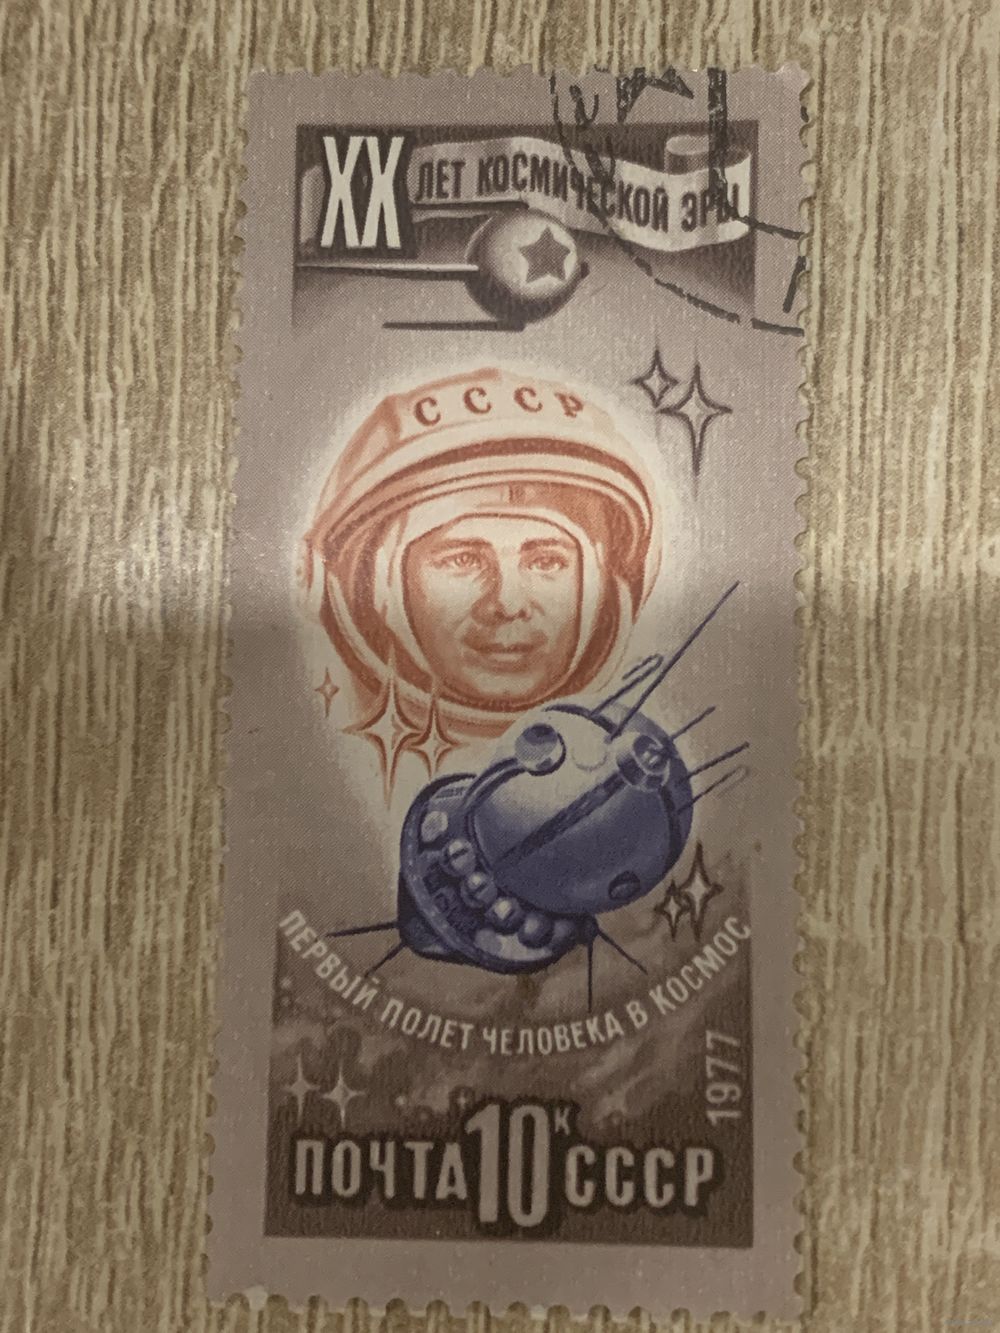 XX ЛЕТ КОСМИЧЕСКОЙ ЭРЫ
СССР
ПЕРВЫЙ ПОЛЕТ ЧЕЛОВЕКА В КОСМОС
1977
ПОЧТА 10к СССР